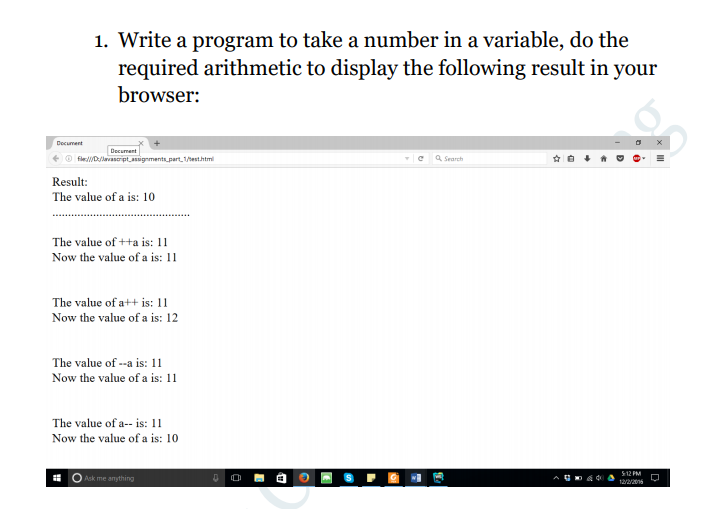 1. Write a program to take a number in a variable, do the
required arithmetic to display the following result in your
browser:
Document
Document
file:///D:/Javascript_assignments_part_1/test.html
Search
Result:
The value of a is: 10
..............................................
The value of ++a is: 11
Now the value of a is: 11
The value of a++ is: 11
Now the value of a is: 12
The value of --a is: 11
Now the value of a is: 11
The value of a-- is: 11
Now the value of a is: 10
Ask me anything
5:12 PM
12/2/2016